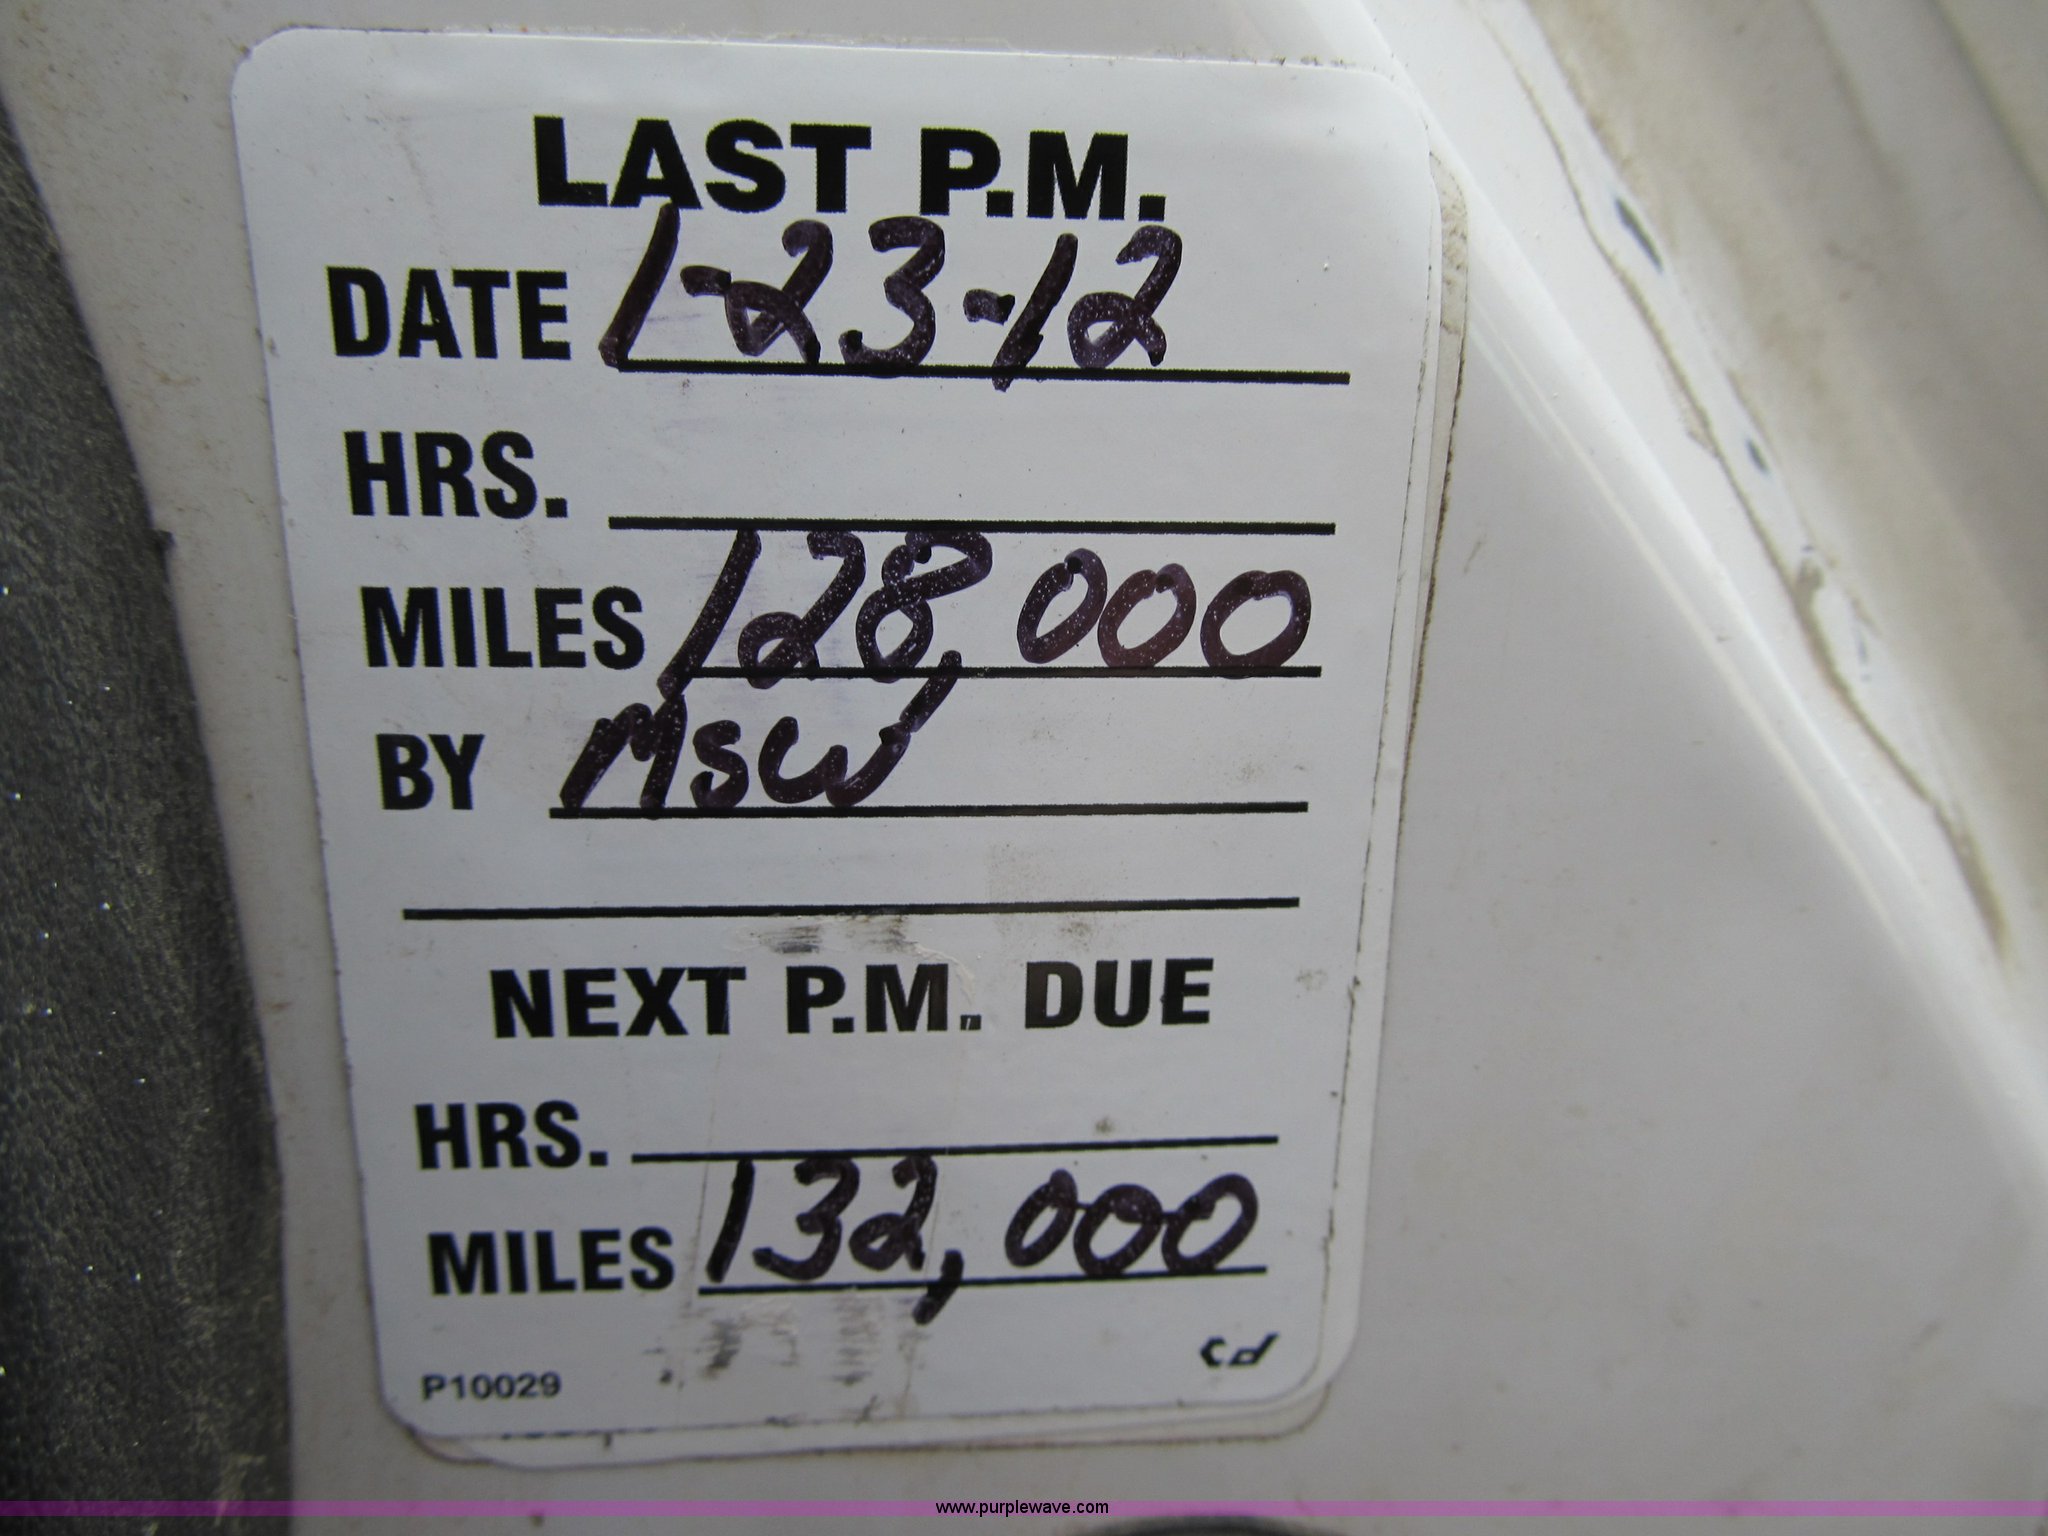 LAST P.M.
DATE 1-23-12
HRS.
MILES 128,000
BY MSW
NEXT P.M. DUE
HRS.
MILES 132,000
P10029 cd
www.purplewave.com